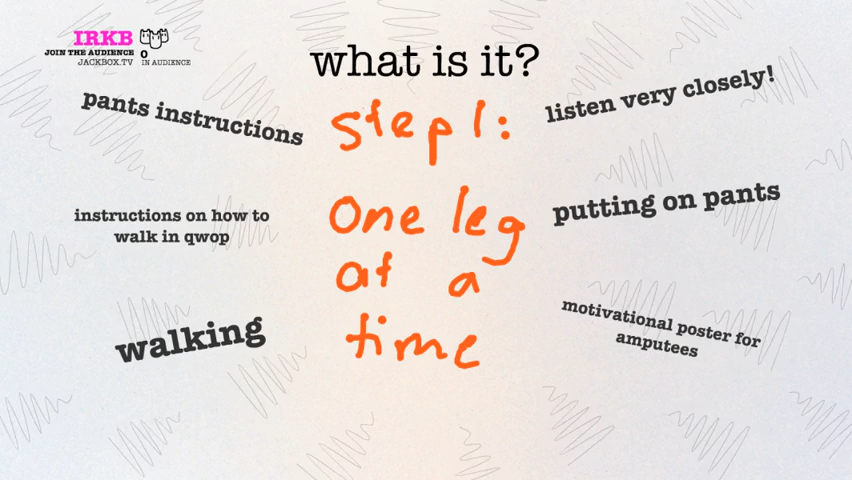 IRKB
JOIN THE AUDIENCE
JACKBOX.TV
0
IN AUDIENCE
what is it?
pants instructions
listen very closely!
step 1:
instructions on how to
walk in qwop
One leg
at a
time
putting on pants
walking
motivational poster for
amputees